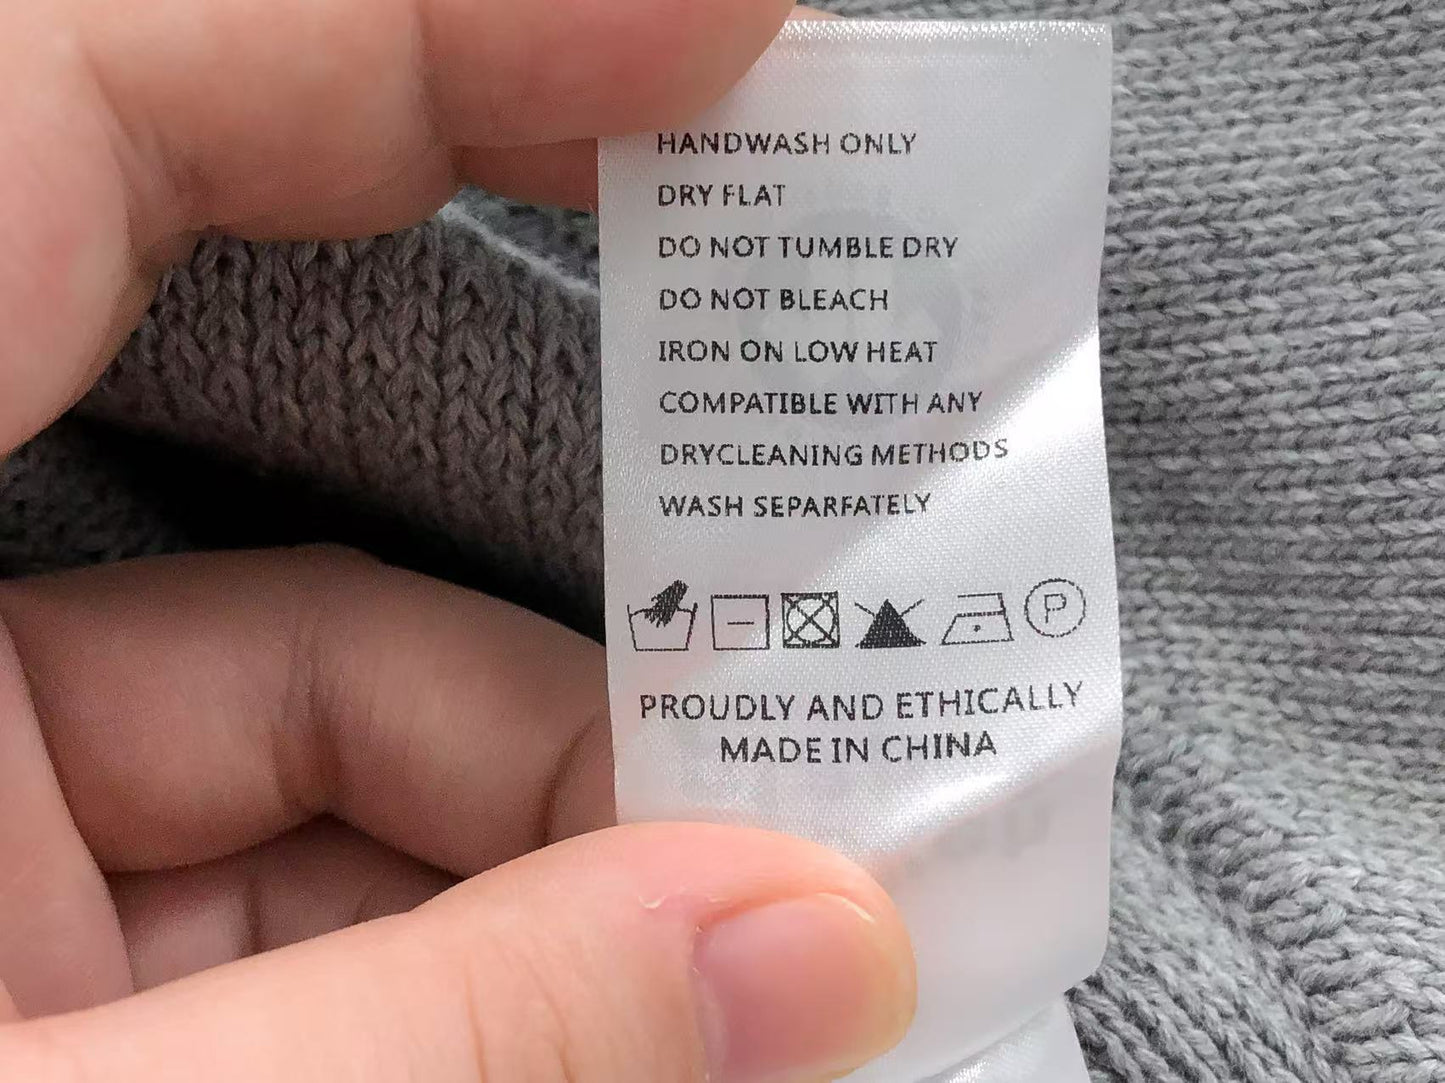 HANDWASH ONLY
DRY FLAT
DO NOT TUMBLE DRY
DO NOT BLEACH
IRON ON LOW HEAT
COMPATIBLE WITH ANY
DRYCLEANING METHODS
WASH SEPARFATELY
P
PROUDLY AND ETHICALLY
MADE IN CHINA